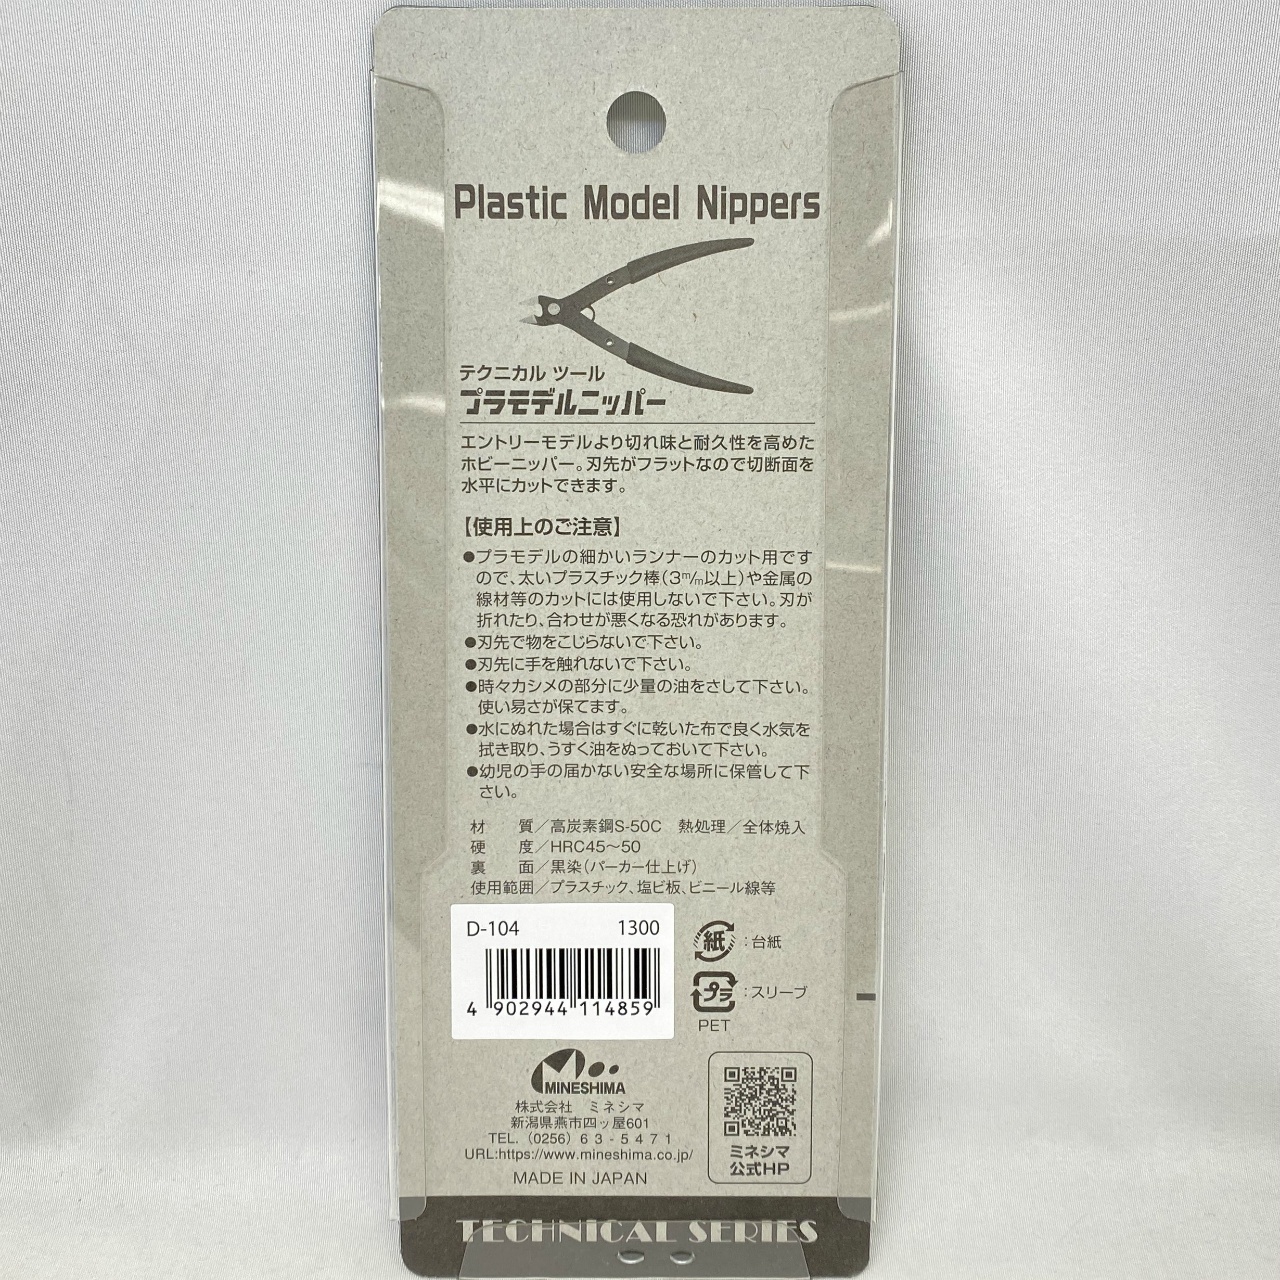 Plastic Model Nippers
テクニカル ツール
プラモデルニッパー
エントリーモデルより切れ味と耐久性を高めた
ホビーニッパー。刃先がフラットなので切断面を
水平にカットできます。
【使用上のご注意】
●プラモデルの細かいランナーのカット用です
ので、太いプラスチック棒(3m/m以上)や金属の
線材等のカットには使用しないで下さい。刃が
折れたり、合わせが悪くなる恐れがあります。
●刃先で物をこじらないで下さい。
●刃先に手を触れないで下さい。
●時々カシメの部分に少量の油をさして下さい。
使い易さが保てます。
●水にぬれた場合はすぐに乾いた布で良く水気を
拭き取り、うすく油をぬっておいて下さい。
●幼児の手の届かない安全な場所に保管して下
さい。
材 質/高炭素鋼S-50C 熱処理/全体焼入
硬 度/HRC45～50
裏 面/黒染(パーカー仕上げ)
使用範囲/プラスチック、塩ビ板、ビニール線等
D-104 1300
4 902944 114859
紙:台紙
プラ:スリーブ
PET
MINESHIMA
株式会社 ミネシマ
新潟県燕市四ッ屋601
TEL.(0256)63-5471
URL:https://www.mineshima.co.jp/
MADE IN JAPAN
ミネシマ
公式HP
TECHNICAL SERIES